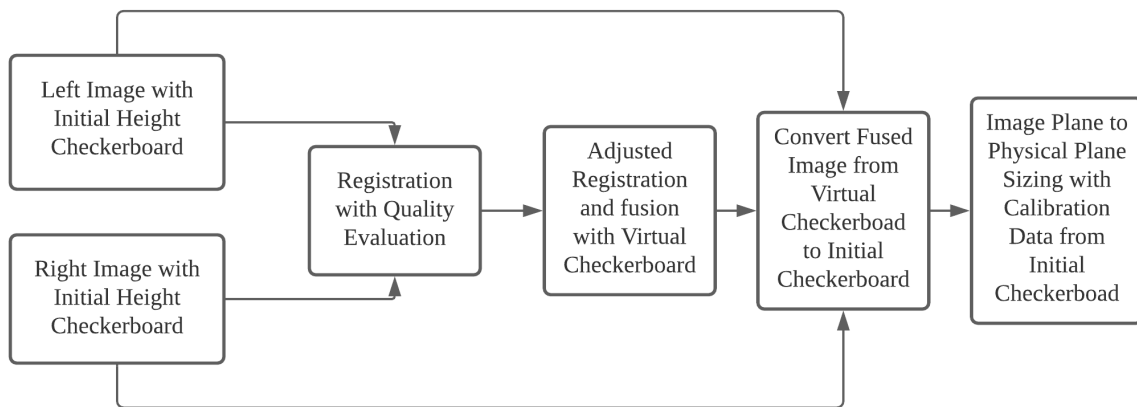 Left Image with
Initial Height
Checkerboard
Right Image with
Initial Height
Checkerboard
Registration
with Quality
Evaluation
Adjusted
Registration
and fusion
with Virtual
Checkerboard
Convert Fused
Image from
Virtual
Checkerboad
to Initial
Checkerboard
Image Plane to
Physical Plane
Sizing with
Calibration
Data from
Initial
Checkerboad